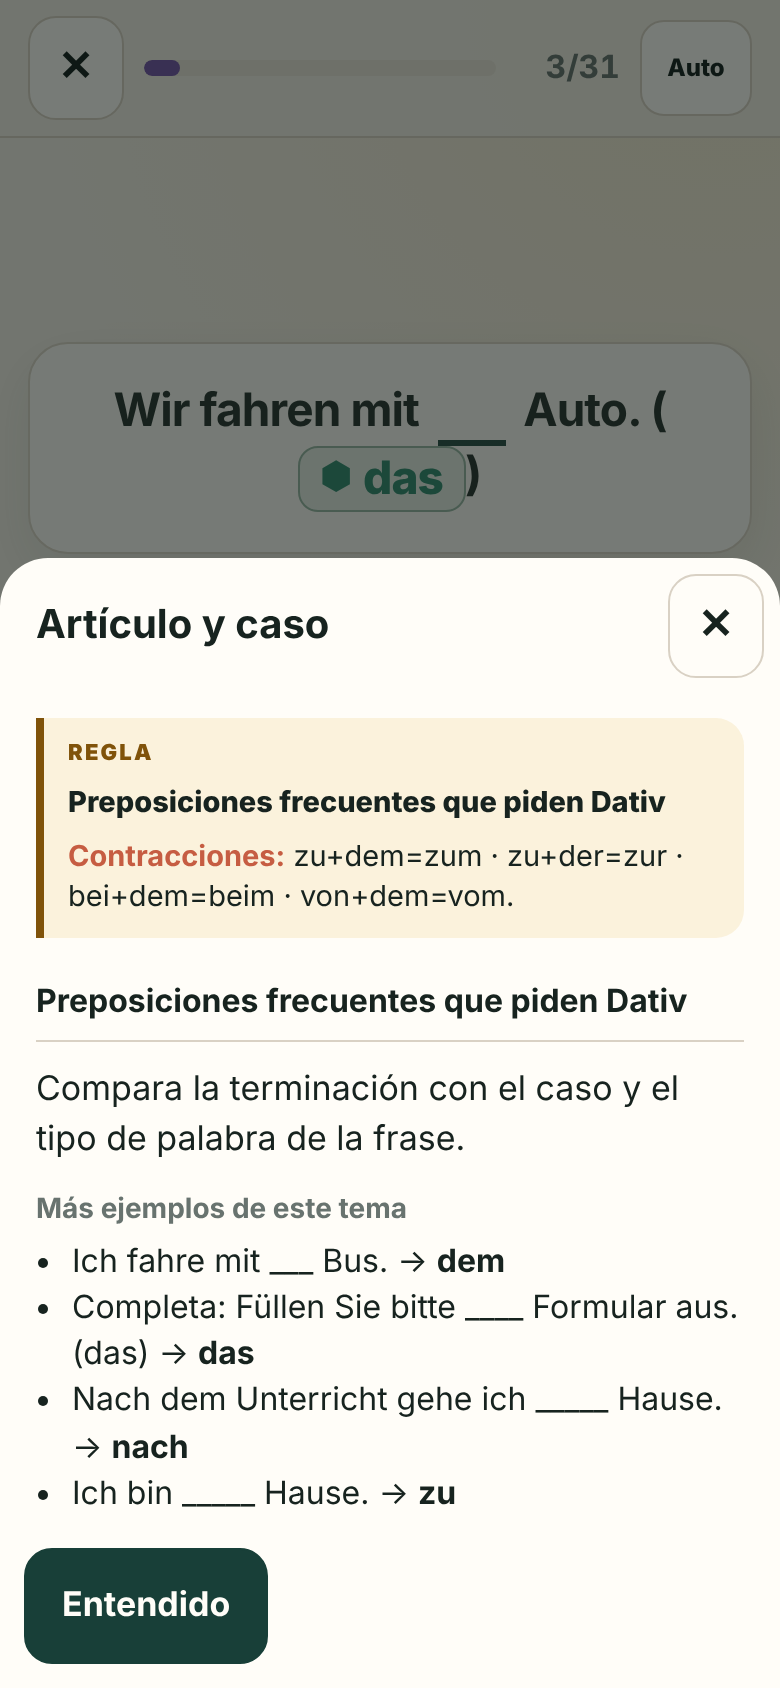 3/31
Auto
Wir fahren mit ___ Auto. (
das)
Artículo y caso
REGLA
Preposiciones frecuentes que piden Dativ
Contracciones: zu+dem=zum · zu+der=zur ·
bei+dem=beim · von+dem=vom.
Preposiciones frecuentes que piden Dativ
Compara la terminación con el caso y el
tipo de palabra de la frase.
Más ejemplos de este tema
• Ich fahre mit ___ Bus. → dem
• Completa: Füllen Sie bitte ____ Formular aus.
(das) → das
• Nach dem Unterricht gehe ich _____ Hause.
→ nach
• Ich bin _____ Hause. → zu
Entendido